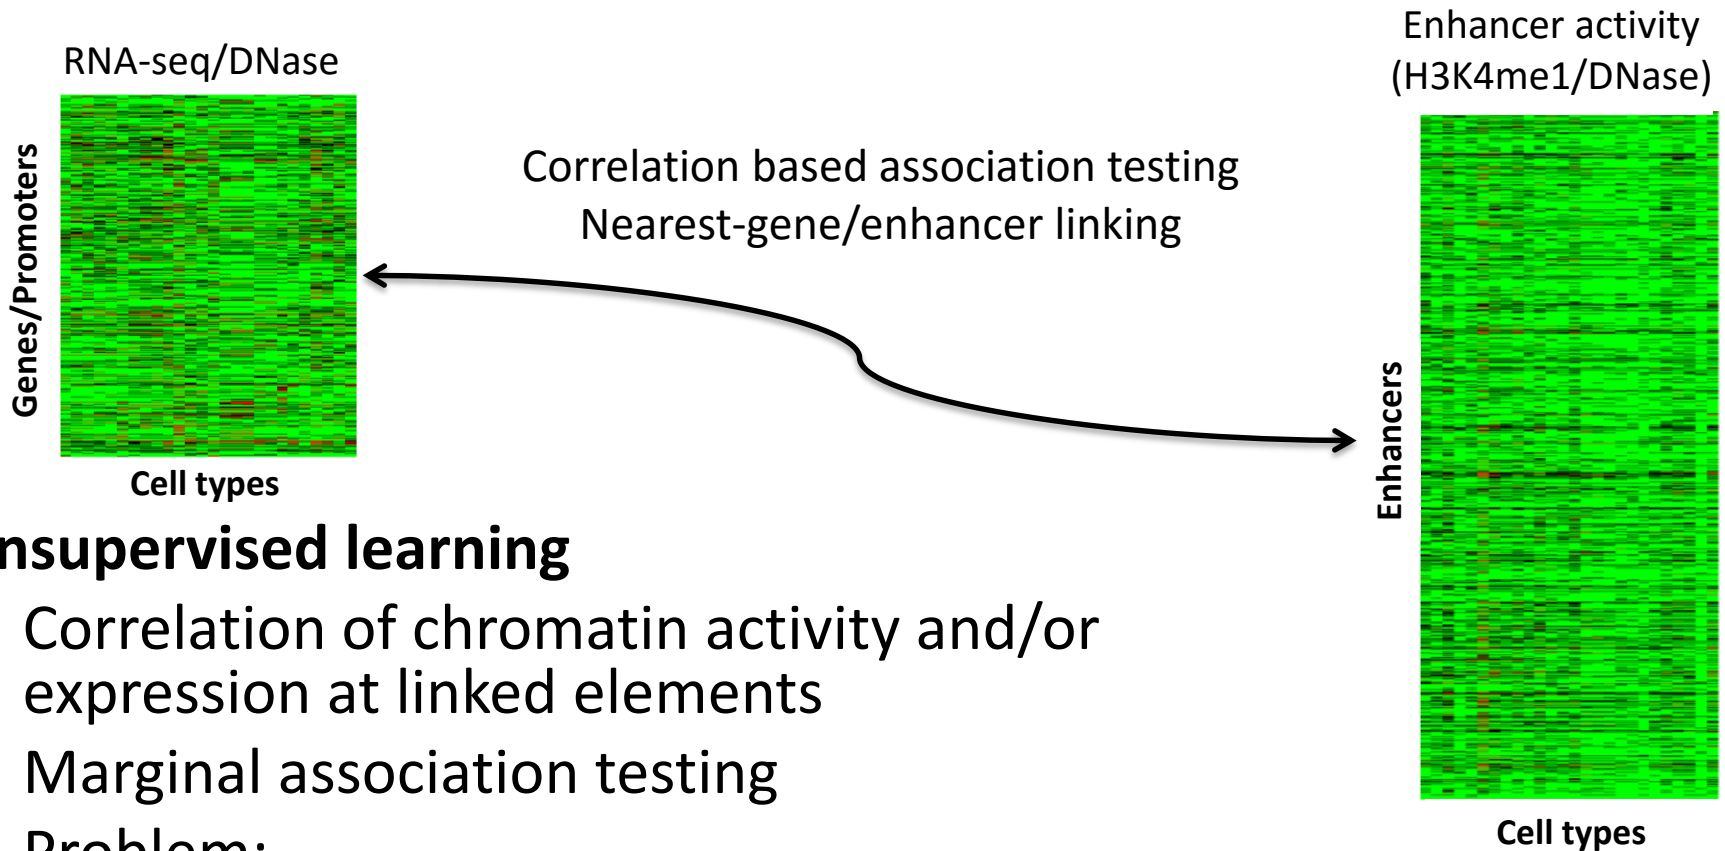 RNA-seq/DNase
Genes/Promoters
Cell types
Correlation based association testing
Nearest-gene/enhancer linking
Enhancer activity
(H3K4me1/DNase)
Enhancers
Cell types
nsupervised learning
Correlation of chromatin activity and/or
expression at linked elements
Marginal association testing
Problem: